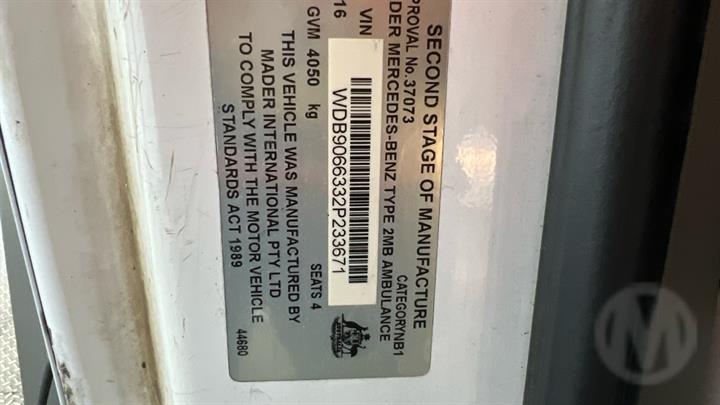 SECOND STAGE OF MANUFACTURE
PROVAL No.37073 CATEGORYNB1
DER MERCEDES-BENZ TYPE 2MB AMBULANCE
16 VIN WDB9066332P233671
GVM 4050 kg SEATS 4
THIS VEHICLE WAS MANUFACTURED BY
MADER INTERNATIONAL PTY LTD
TO COMPLY WITH THE MOTOR VEHICLE
STANDARDS ACT 1989
44680
M